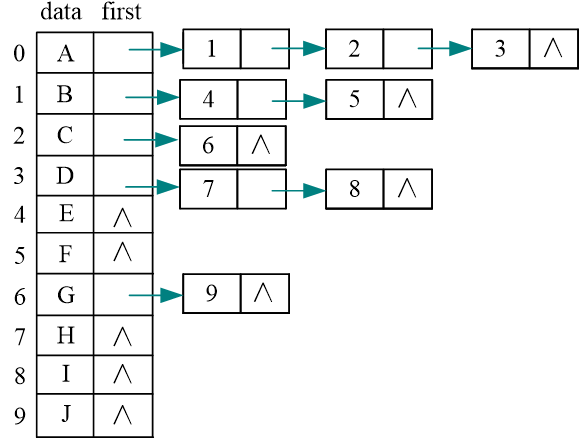 data first
0 A 1 2 3 ∧
1 B 4 5 ∧
2 C 6 ∧
3 D 7 8 ∧
4 E ∧
5 F ∧
6 G 9 ∧
7 H ∧
8 I ∧
9 J ∧